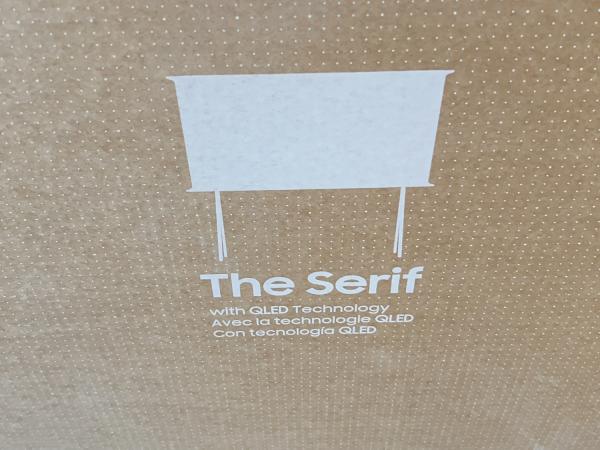 The Serif
with QLED Technology
Avec la technologie QLED
Con tecnología QLED